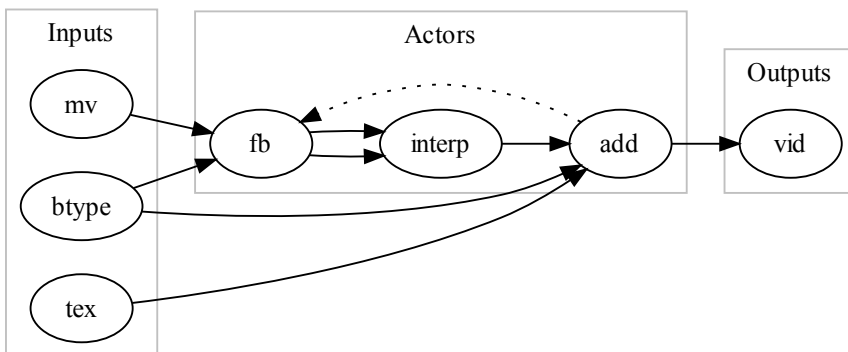 Inputs
Actors
Outputs
mv
fb
interp
add
vid
btype
tex